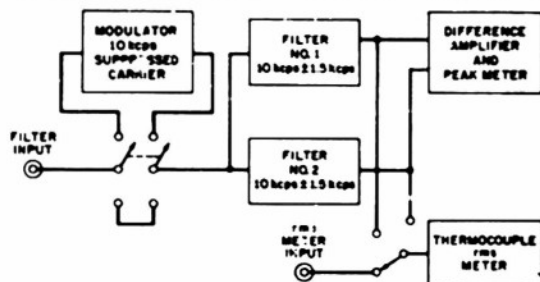 MODULATOR
10 kcps
SUPPP SSED
CARRIER
FILTER
NO. 1
10 kcps ± 1.5 kcps
DIFFERENCE
AMPLIFIER
AND
PEAK METER
FILTER
INPUT
FILTER
NO. 2
10 kcps ± 1.5 kcps
rms
METER
INPUT
THERMOCOUPLE
rms
METER